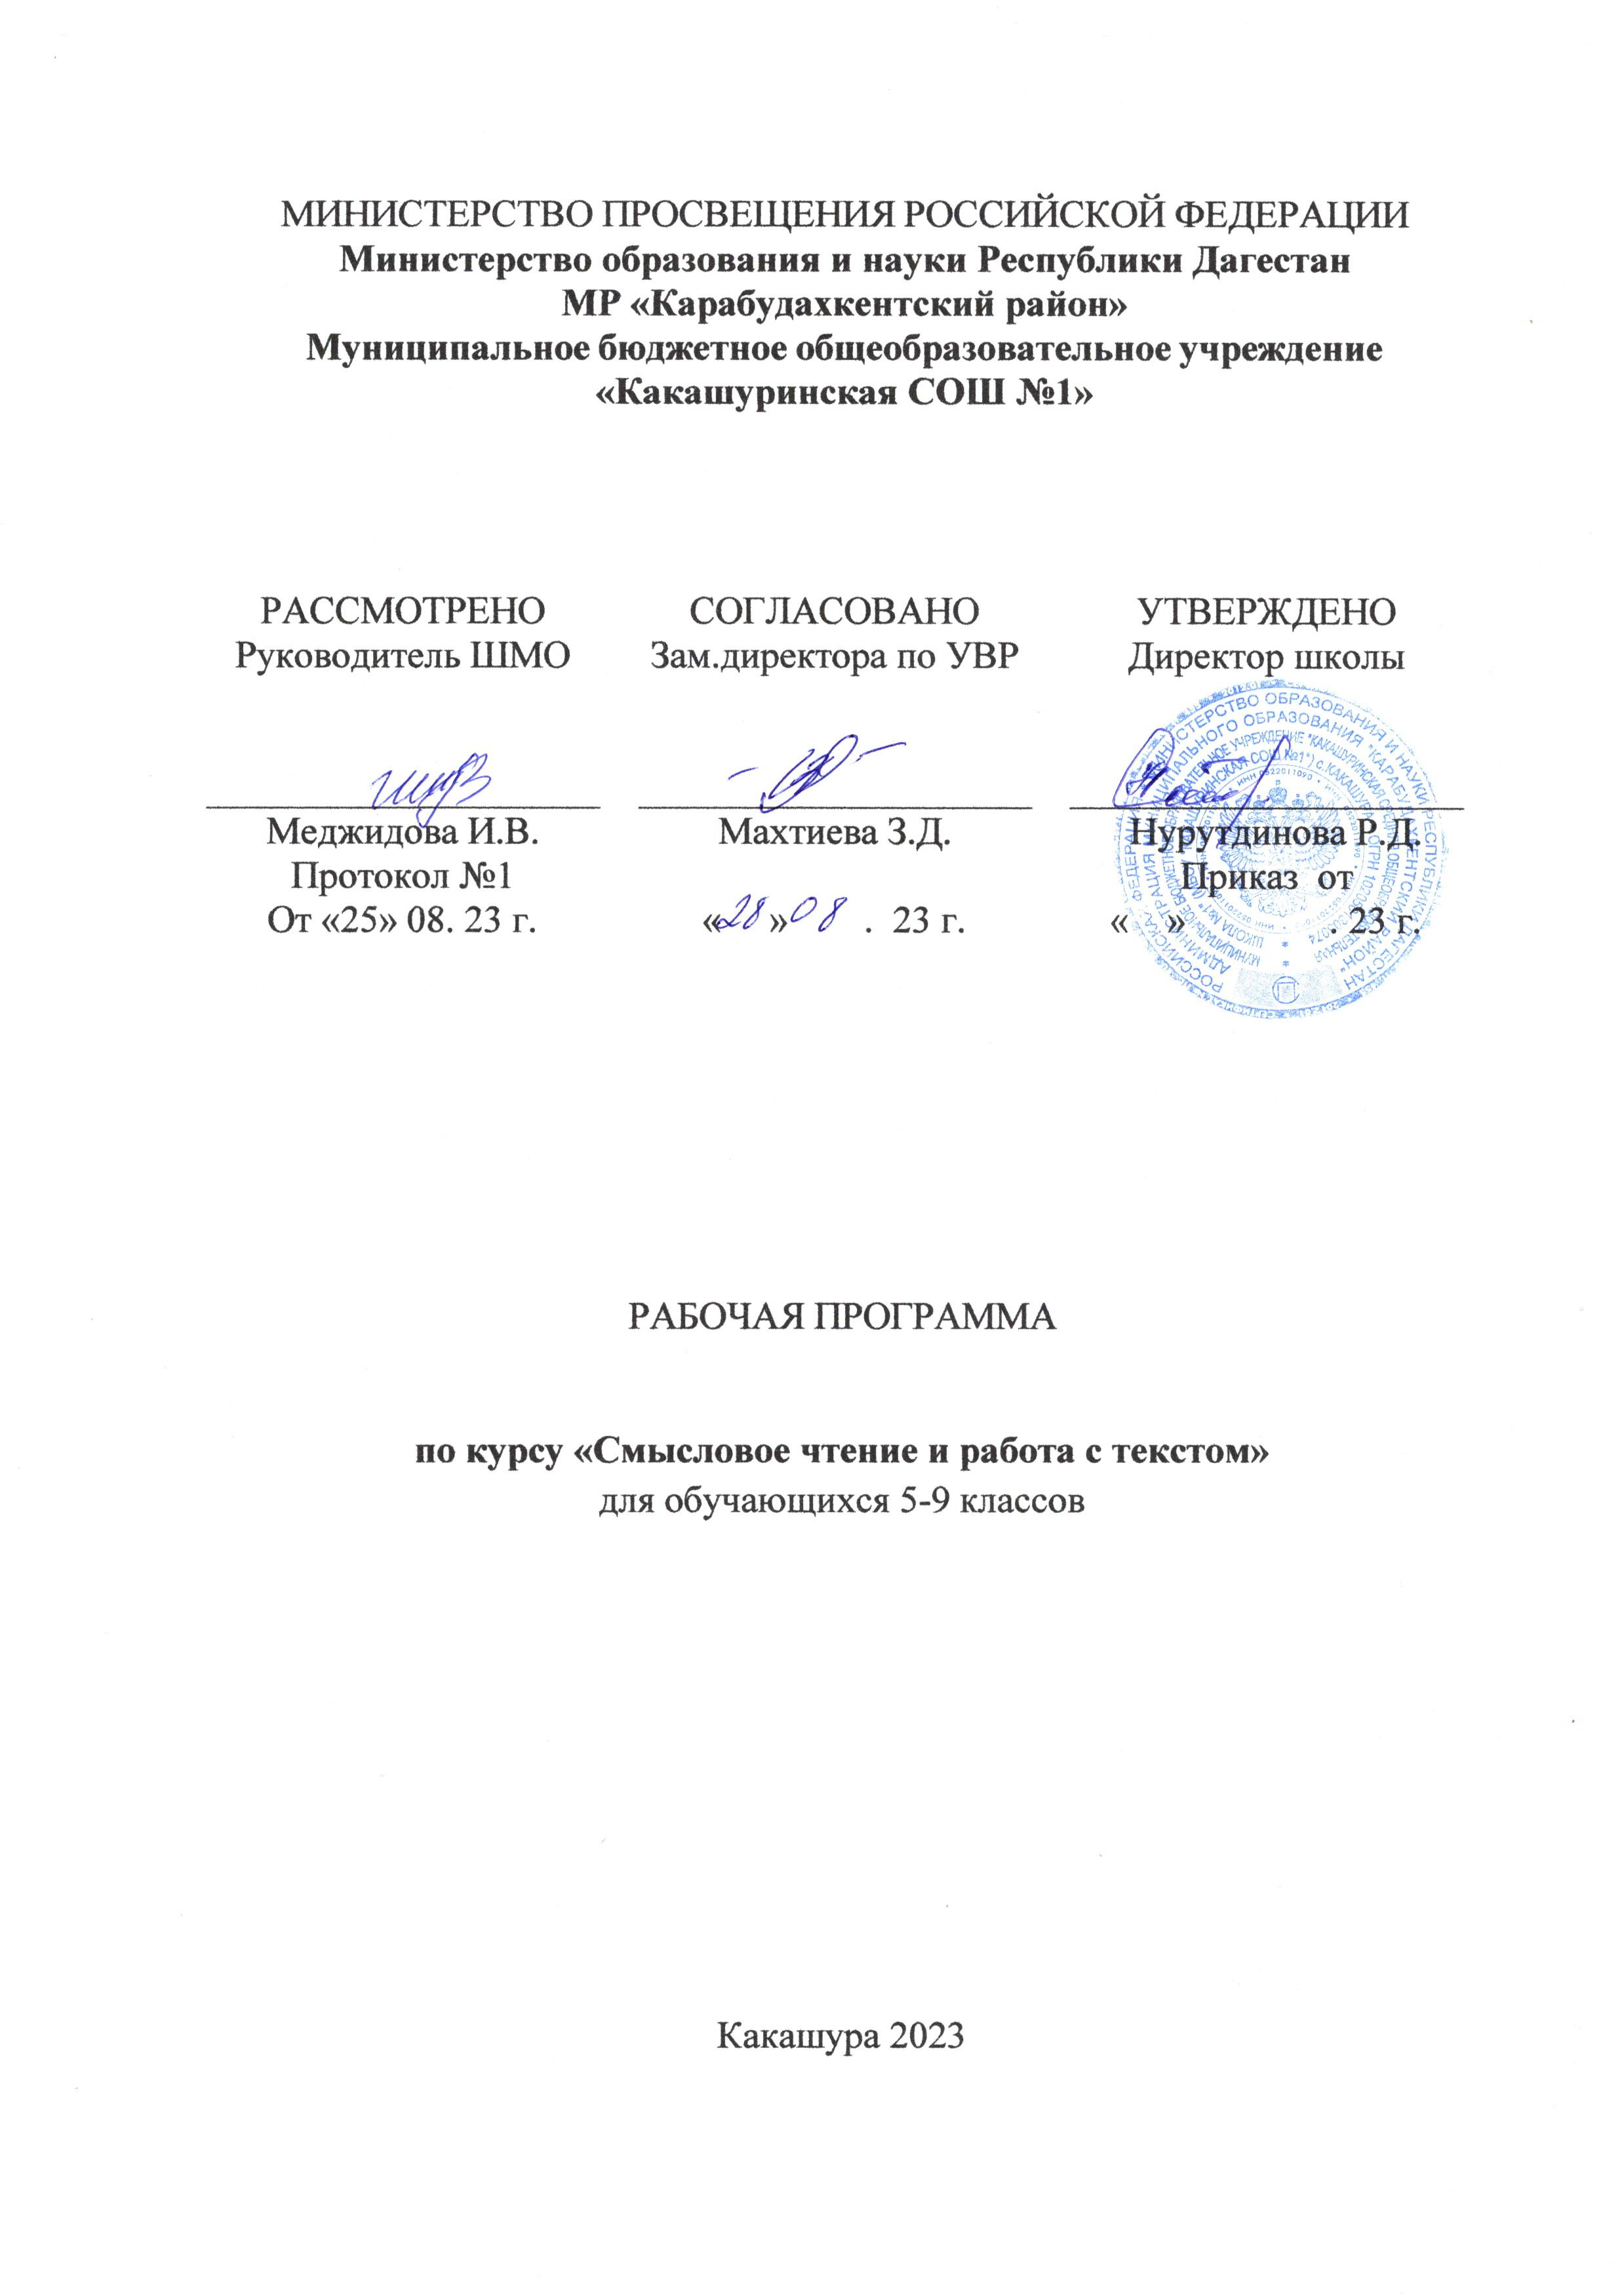 МИНИСТЕРСТВО ПРОСВЕЩЕНИЯ РОССИЙСКОЙ ФЕДЕРАЦИИ
Министерство образования и науки Республики Дагестан
МР «Карабудахкентский район»
Муниципальное бюджетное общеобразовательное учреждение
«Какашуринская СОШ №1»
РАССМОТРЕНО
Руководитель ШМО
Меджидова И.В.
Протокол №1
От «25» 08. 23 г.
СОГЛАСОВАНО
Зам.директора по УВР
Махтиева З.Д.
«28» 08 . 23 г.
УТВЕРЖДЕНО
Директор школы
Нурутдинова Р.Д.
Приказ от
« » . 23 г.
РАБОЧАЯ ПРОГРАММА
по курсу «Смысловое чтение и работа с текстом»
для обучающихся 5-9 классов
Какашура 2023